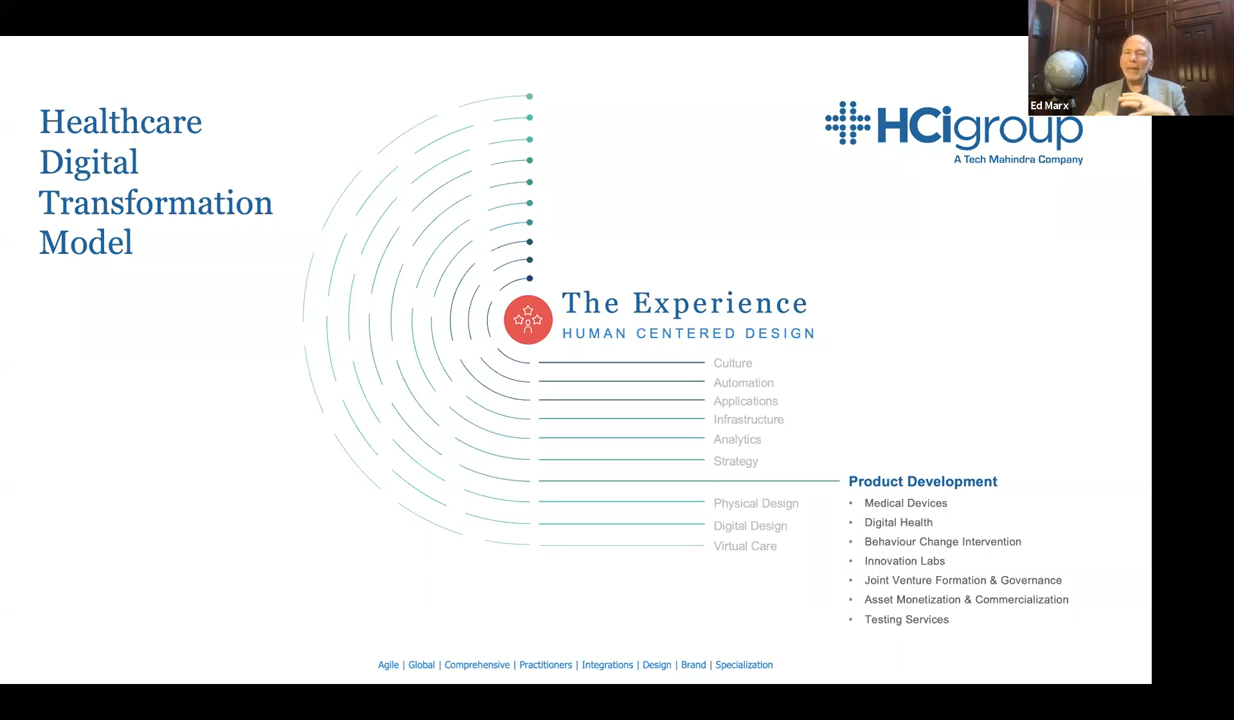 Healthcare
Digital
Transformation
Model
HCigroup
A Tech Mahindra Company
Ed Marx
The Experience
HUMAN CENTERED DESIGN
Culture
Automation
Applications
Infrastructure
Analytics
Strategy
Product Development
• Medical Devices
• Digital Health
• Behaviour Change Intervention
• Innovation Labs
• Joint Venture Formation & Governance
• Asset Monetization & Commercialization
• Testing Services
Physical Design
Digital Design
Virtual Care
Agile | Global | Comprehensive | Practitioners | Integrations | Design | Brand | Specialization